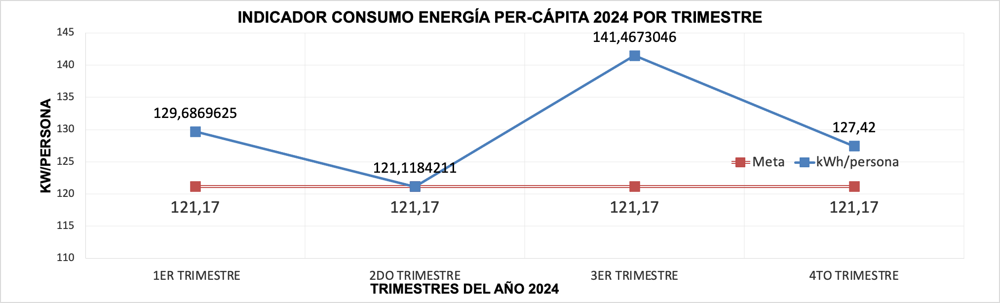 INDICADOR CONSUMO ENERGÍA PER-CÁPITA 2024 POR TRIMESTRE
145
140
135
130
125
120
115
110
KW/PERSONA
129,6869625
121,1184211
141,4673046
127,42
Meta
kWh/persona
121,17
121,17
121,17
121,17
1ER TRIMESTRE
2DO TRIMESTRE
3ER TRIMESTRE
4TO TRIMESTRE
TRIMESTRES DEL AÑO 2024